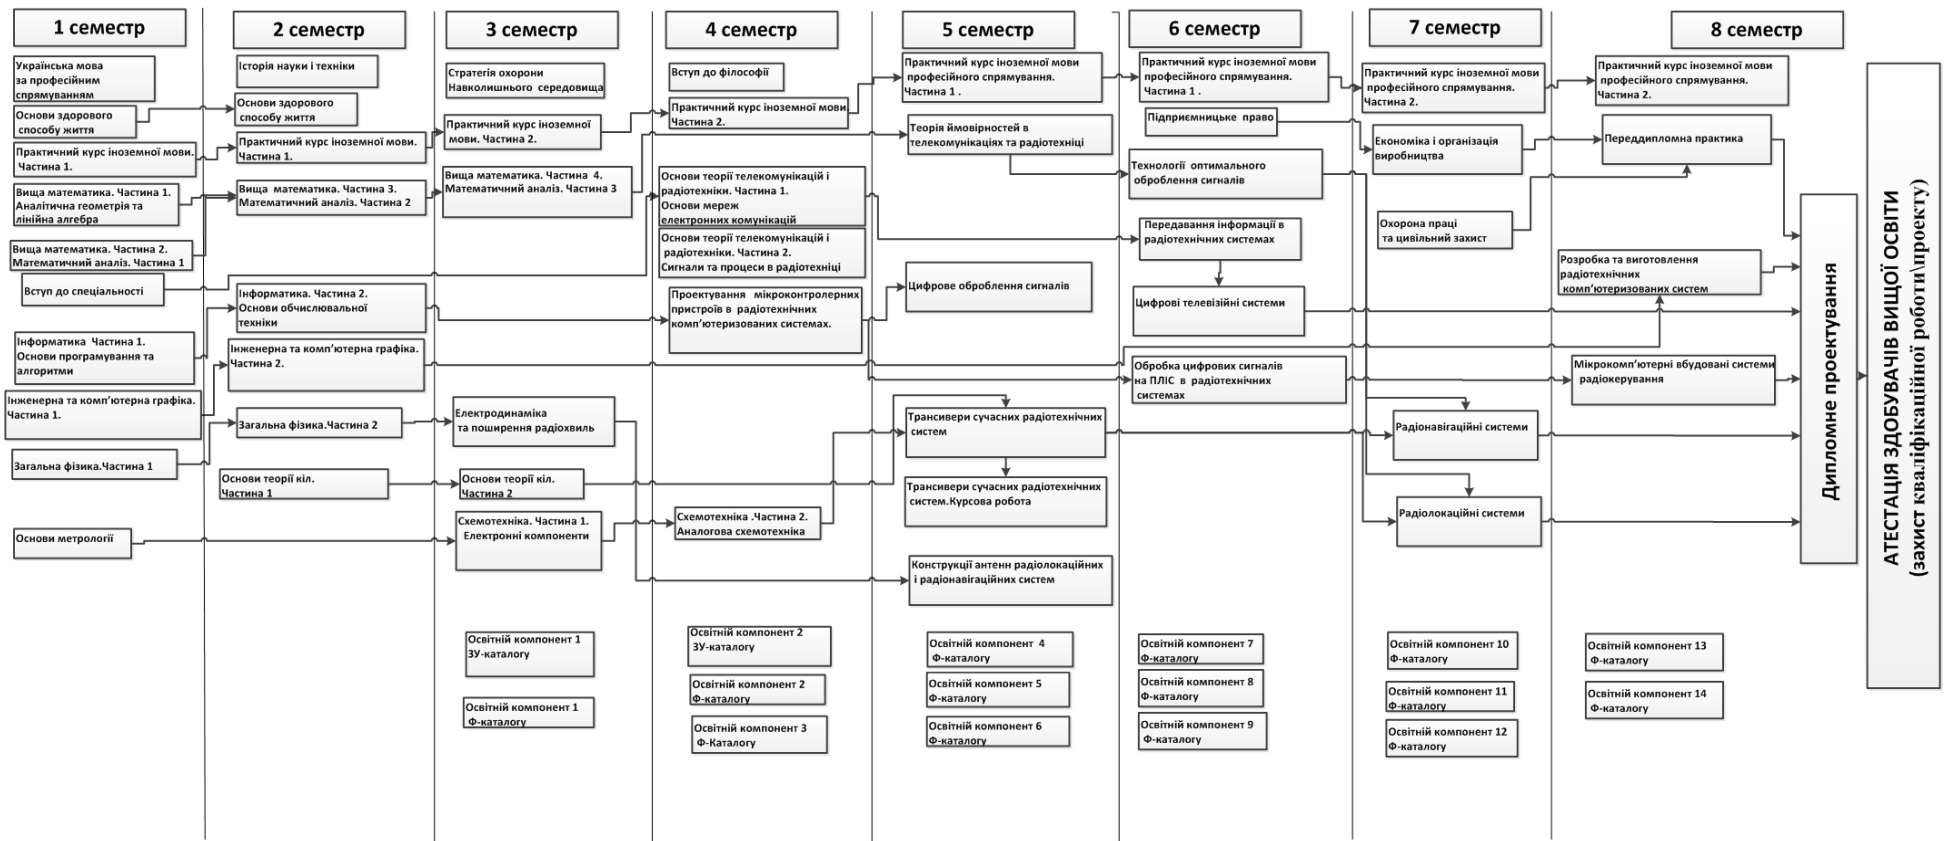 1 семестр
Українська мова
за професійним
спрямуванням
Основи здорового
способу життя
Практичний курс іноземної мови.
Частина 1.
Вища математика. Частина 1.
Аналітична геометрія та
лінійна алгебра
Вища математика. Частина 2.
Математичний аналіз. Частина 1
Вступ до спеціальності
Інформатика Частина 1.
Основи програмування та
алгоритми
Інженерна та комп’ютерна графіка.
Частина 1.
Загальна фізика.Частина 1
Основи метрології
2 семестр
Історія науки і техніки
Основи здорового
способу життя
Практичний курс іноземної мови.
Частина 1.
Вища математика. Частина 3.
Математичний аналіз. Частина 2
Інформатика. Частина 2.
Основи обчислювальної
техніки
Інженерна та комп’ютерна графіка.
Частина 2.
Загальна фізика.Частина 2
Основи теорії кіл.
Частина 1
3 семестр
Стратегія охорони
Навколишнього середовища
Практичний курс іноземної
мови. Частина 2.
Вища математика. Частина 4.
Математичний аналіз. Частина 3
Електродинаміка
та поширення радіохвиль
Основи теорії кіл.
Частина 2
Схемотехніка. Частина 1.
Електронні компоненти
Освітній компонент 1
ЗУ-каталогу
Освітній компонент 1
Ф-каталогу
4 семестр
Вступ до філософії
Практичний курс іноземної мови.
Частина 2.
Основи теорії телекомунікацій і
радіотехніки. Частина 1.
Основи мереж
електронних комунікацій
Основи теорії телекомунікацій і
радіотехніки. Частина 2.
Сигнали та процеси в радіотехніці
Проектування мікроконтролерних
пристроїв в радіотехнічних
комп’ютеризованих системах.
Схемотехніка .Частина 2.
Аналогова схемотехніка
Освітній компонент 2
ЗУ-каталогу
Освітній компонент 2
Ф-каталогу
Освітній компонент 3
Ф-Каталогу
5 семестр
Практичний курс іноземної мови
професійного спрямування.
Частина 1 .
Теорія ймовірностей в
телекомунікаціях та радіотехніці
Цифрове оброблення сигналів
Трансивери сучасних радіотехнічних
систем
Трансивери сучасних радіотехнічних
систем.Курсова робота
Конструкції антенн радіолокаційних
і радіонавігаційних систем
Освітній компонент 4
Ф-каталогу
Освітній компонент 5
Ф-каталогу
Освітній компонент 6
Ф-каталогу
6 семестр
Практичний курс іноземної мови
професійного спрямування.
Частина 1 .
Підприємницьке право
Технології оптимального
оброблення сигналів
Передавання інформації в
радіотехнічних системах
Цифрові телевізійні системи
Обробка цифрових сигналів
на ПЛІС в радіотехнічних
системах
Освітній компонент 7
Ф-каталогу
Освітній компонент 8
Ф-каталогу
Освітній компонент 9
Ф-каталогу
7 семестр
Практичний курс іноземної мови
професійного спрямування.
Частина 2.
Економіка і організація
виробництва
Охорона праці
та цивільний захист
Радіонавігаційні системи
Радіолокаційні системи
Освітній компонент 10
Ф-каталогу
Освітній компонент 11
Ф-каталогу
Освітній компонент 12
Ф-каталогу
8 семестр
Практичний курс іноземної мови
професійного спрямування.
Частина 2.
Переддипломна практика
Розробка та виготовлення
радіотехнічних
комп’ютеризованих систем
Мікрокомп’ютерні вбудовані системи
радіокерування
Освітній компонент 13
Ф-каталогу
Освітній компонент 14
Ф-каталогу
Дипломне проектування
АТЕСТАЦІЯ ЗДОБУВАЧІВ ВИЩОЇ ОСВІТИ
(захист кваліфікаційної роботи\проекту)